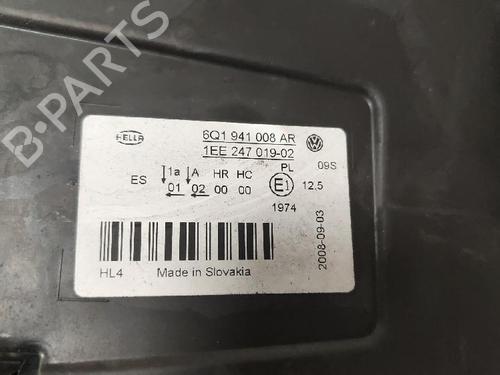 HELLA
6Q1 941 008 AR
1EE 247 019-02
PL 09S
1a A HR HC
ES 01 02 00 00 E1 12.5
1974
2008-09-03
HL4 Made in Slovakia
B-PARTS